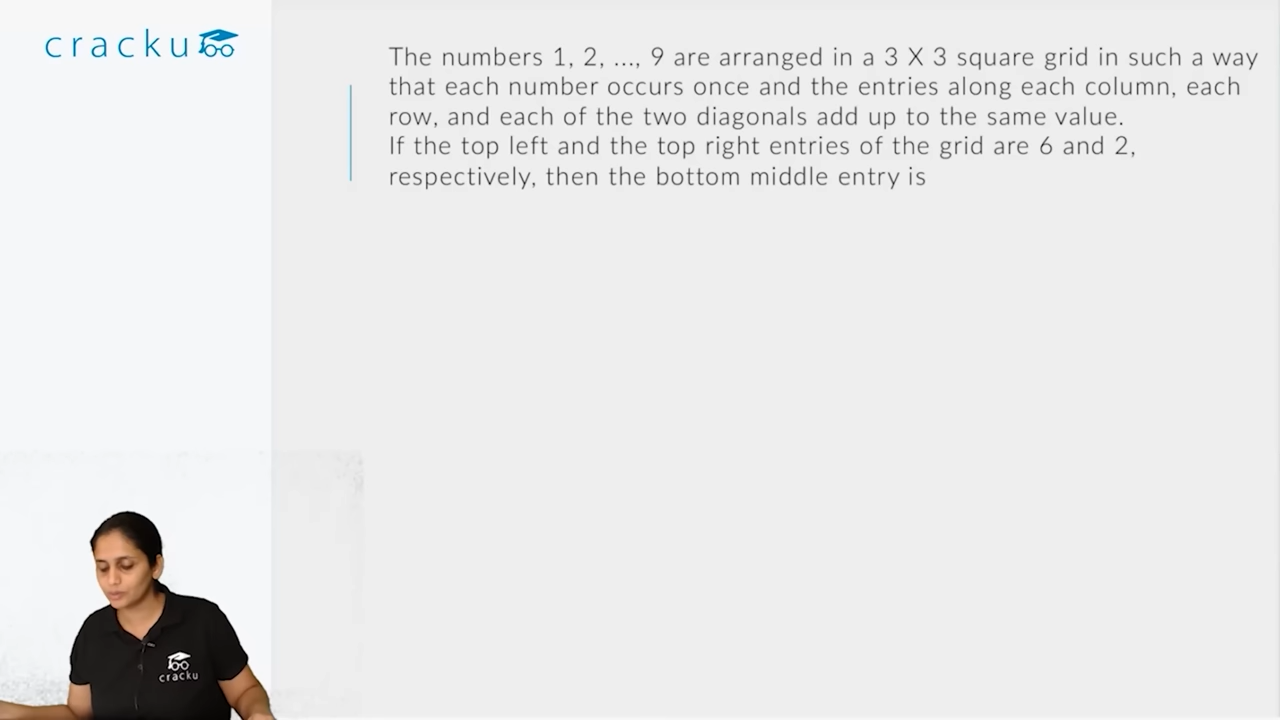 cracku
The numbers 1, 2, ..., 9 are arranged in a 3 X 3 square grid in such a way
that each number occurs once and the entries along each column, each
row, and each of the two diagonals add up to the same value.
If the top left and the top right entries of the grid are 6 and 2,
respectively, then the bottom middle entry is
cracku